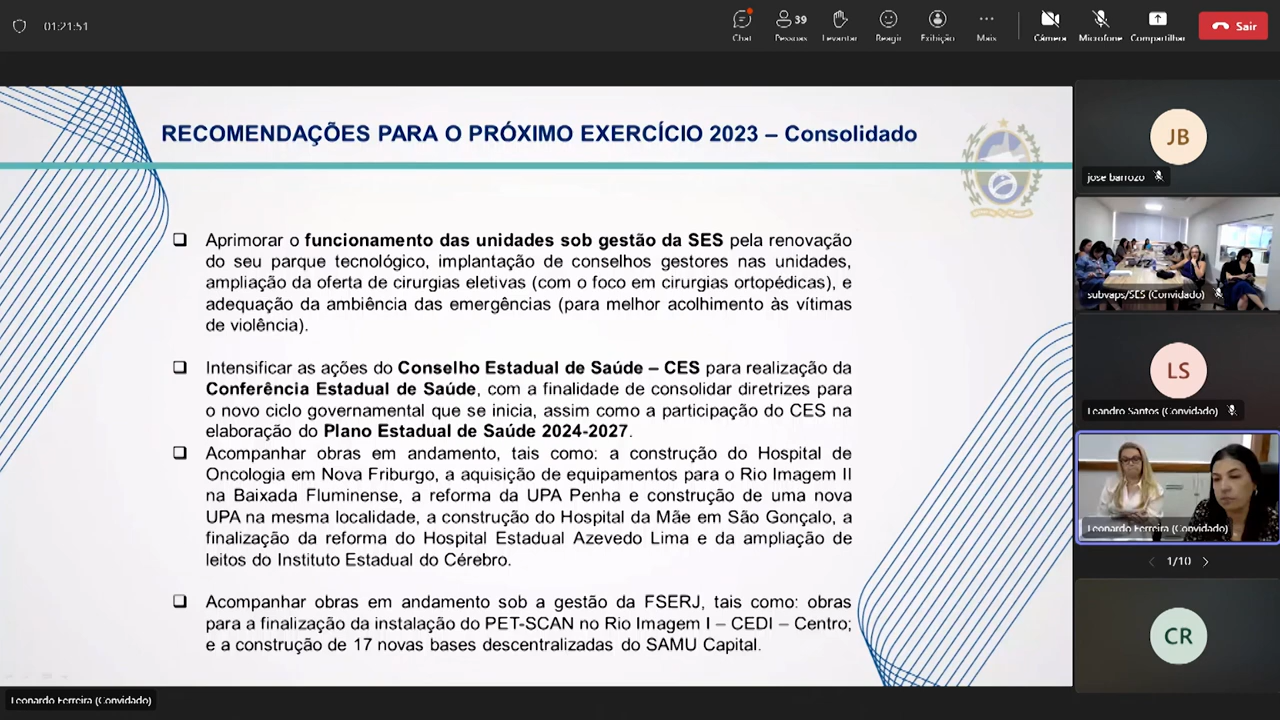 01:21:51
Chat
Pessoas
39
Levantar
Reagir
Exibição
Mais
Câmera
Microfone
Compartilhar
Sair
RECOMENDAÇÕES PARA O PRÓXIMO EXERCÍCIO 2023 – Consolidado
Aprimorar o funcionamento das unidades sob gestão da SES pela renovação
do seu parque tecnológico, implantação de conselhos gestores nas unidades,
ampliação da oferta de cirurgias eletivas (com o foco em cirurgias ortopédicas), e
adequação da ambiência das emergências (para melhor acolhimento às vítimas
de violência).
Intensificar as ações do Conselho Estadual de Saúde – CES para realização da
Conferência Estadual de Saúde, com a finalidade de consolidar diretrizes para
o novo ciclo governamental que se inicia, assim como a participação do CES na
elaboração do Plano Estadual de Saúde 2024-2027.
Acompanhar obras em andamento, tais como: a construção do Hospital de
Oncologia em Nova Friburgo, a aquisição de equipamentos para o Rio Imagem II
na Baixada Fluminense, a reforma da UPA Penha e construção de uma nova
UPA na mesma localidade, a construção do Hospital da Mãe em São Gonçalo, a
finalização da reforma do Hospital Estadual Azevedo Lima e da ampliação de
leitos do Instituto Estadual do Cérebro.
Acompanhar obras em andamento sob a gestão da FSERJ, tais como: obras
para a finalização da instalação do PET-SCAN no Rio Imagem I – CEDI – Centro;
e a construção de 17 novas bases descentralizadas do SAMU Capital.
JB
jose barrozo
subvaps/SES (Convidado)
LS
Leandro Santos (Convidado)
Leonardo Ferreira (Convidado)
1/10
CR
Leonardo Ferreira (Convidado)